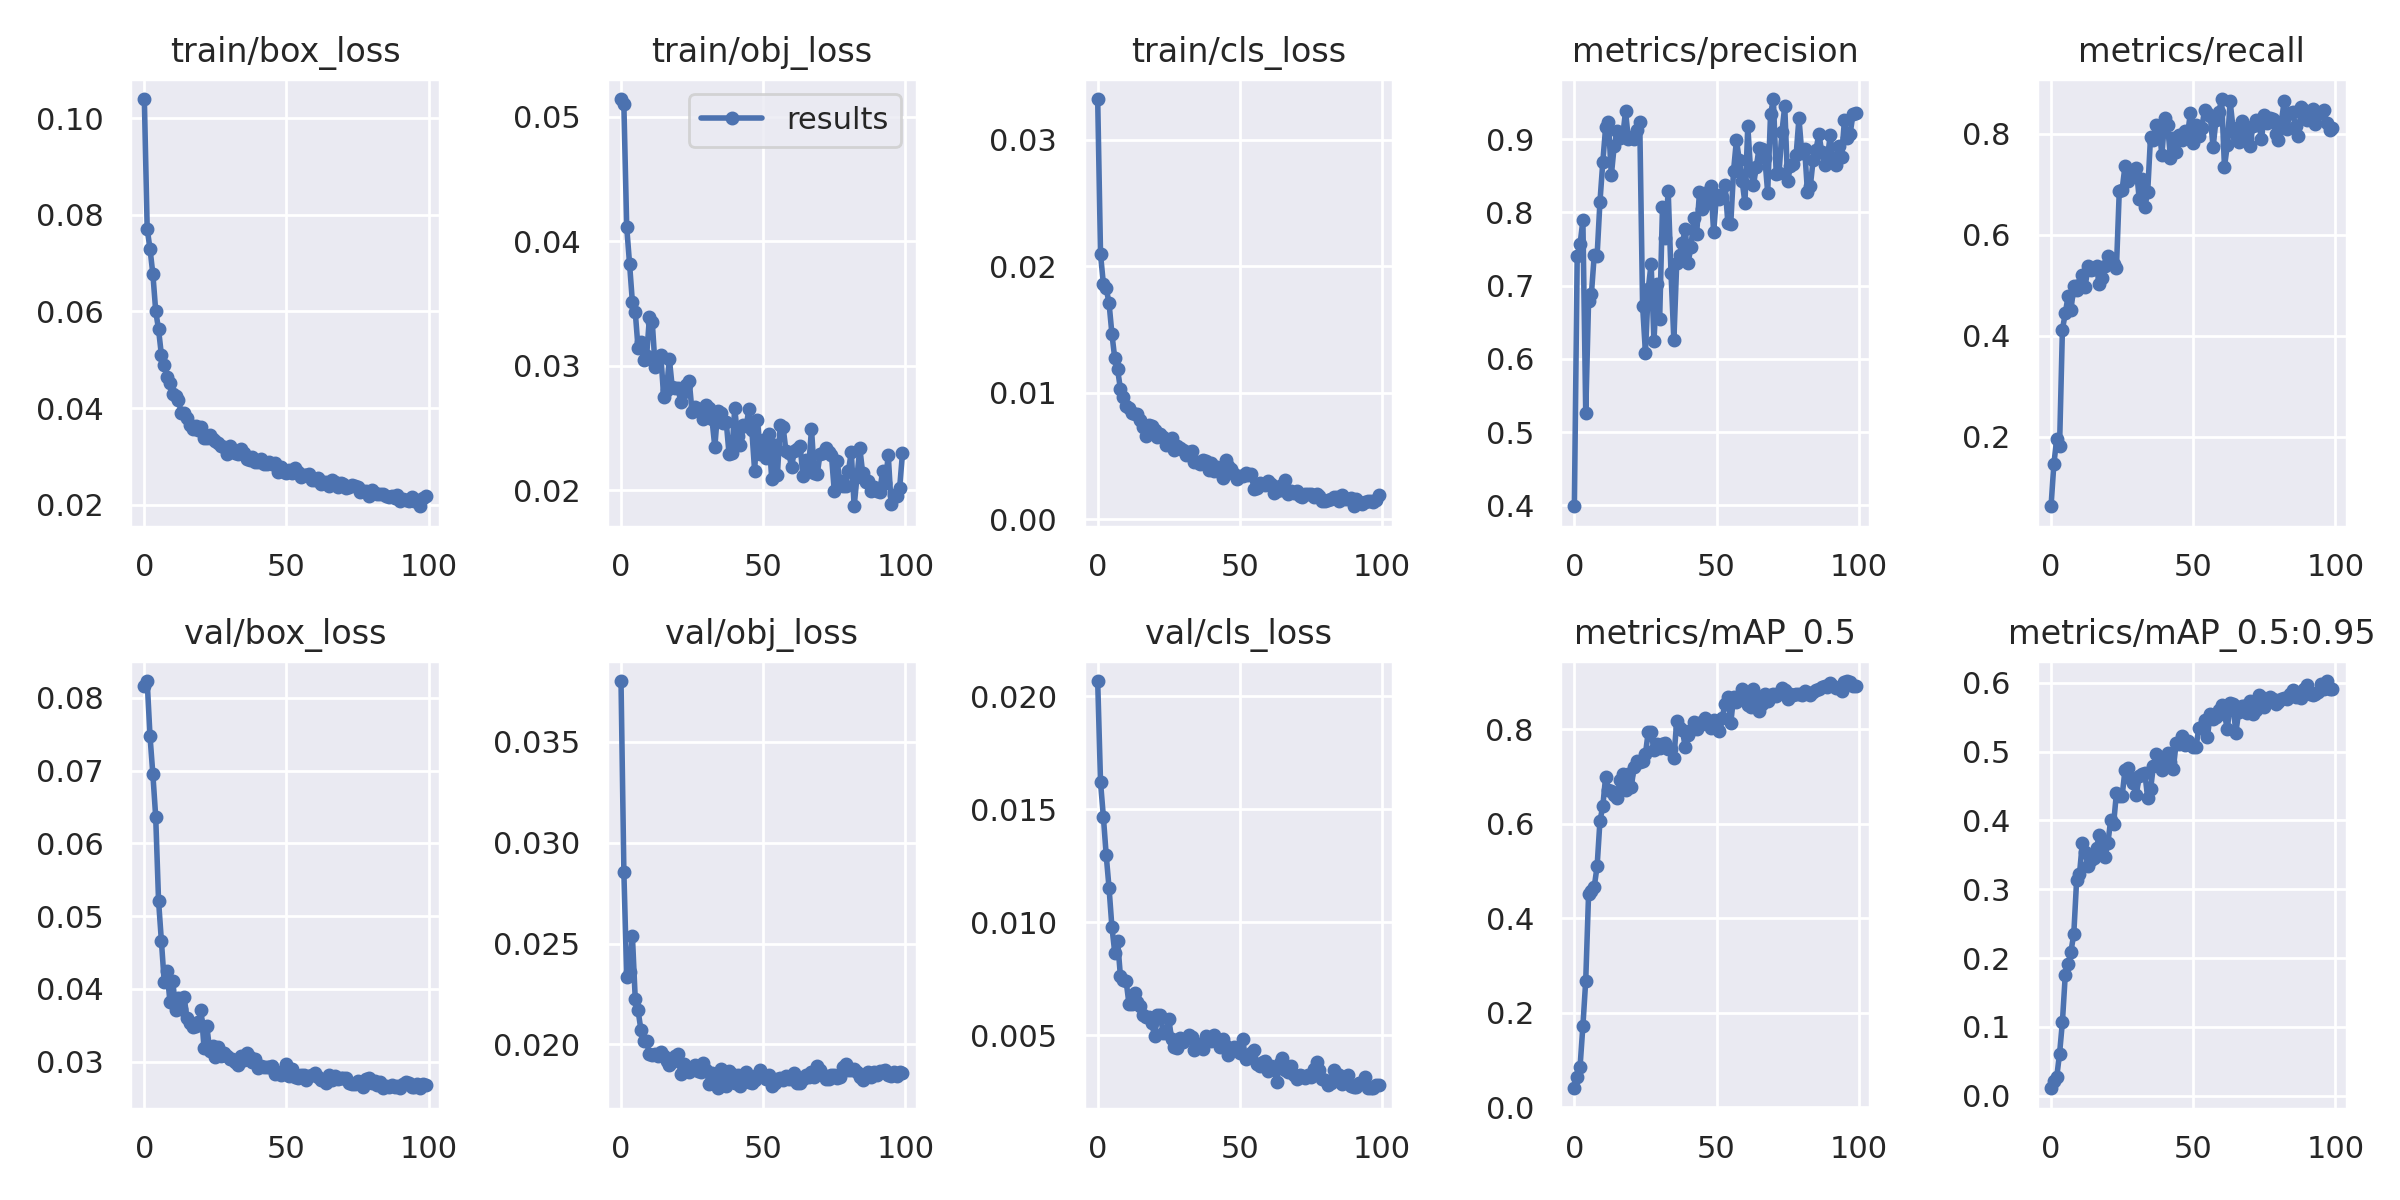 train/box_loss
0.10
0.08
0.06
0.04
0.02
0 50 100
train/obj_loss
results
0.05
0.04
0.03
0.02
0 50 100
train/cls_loss
0.03
0.02
0.01
0.00
0 50 100
metrics/precision
0.9
0.8
0.7
0.6
0.5
0.4
0 50 100
metrics/recall
0.8
0.6
0.4
0.2
0 50 100
val/box_loss
0.08
0.07
0.06
0.05
0.04
0.03
0 50 100
val/obj_loss
0.035
0.030
0.025
0.020
0 50 100
val/cls_loss
0.020
0.015
0.010
0.005
0 50 100
metrics/mAP_0.5
0.8
0.6
0.4
0.2
0.0
0 50 100
metrics/mAP_0.5:0.95
0.6
0.5
0.4
0.3
0.2
0.1
0.0
0 50 100